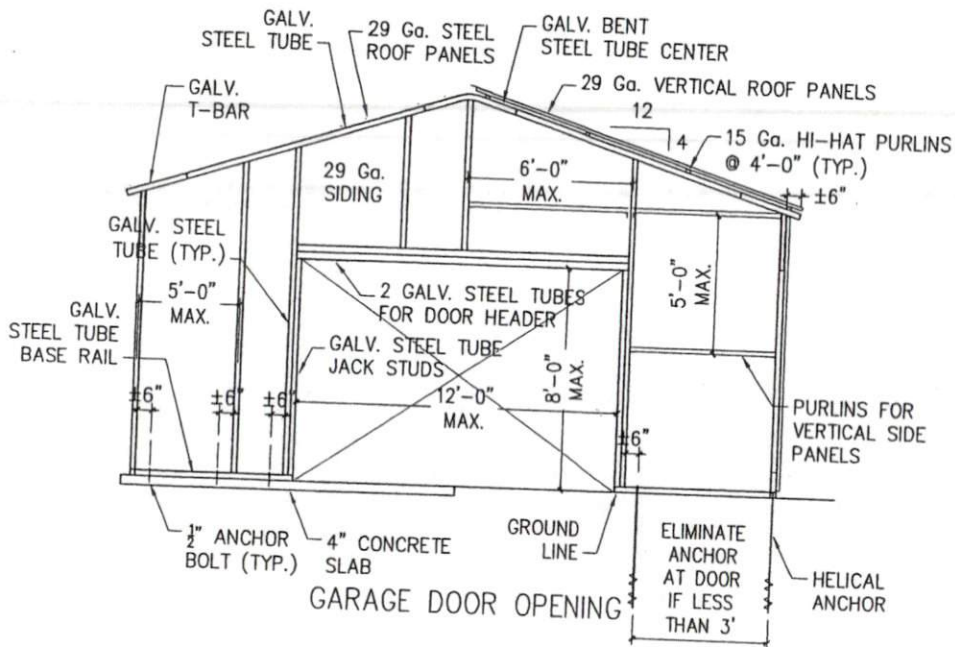 GALV.
STEEL TUBE
29 Ga. STEEL
ROOF PANELS
GALV. BENT
STEEL TUBE CENTER
29 Ga. VERTICAL ROOF PANELS
GALV.
T-BAR
12
4
15 Ga. HI-HAT PURLINS
@ 4'-0" (TYP.)
±6"
29 Ga.
SIDING
6'-0"
MAX.
GALV. STEEL
TUBE (TYP.)
5'-0"
MAX.
2 GALV. STEEL TUBES
FOR DOOR HEADER
5'-0"
MAX.
GALV.
STEEL TUBE
BASE RAIL
GALV. STEEL TUBE
JACK STUDS
8'-0"
MAX.
12'-0"
MAX.
±6"
±6"
±6"
±6"
PURLINS FOR
VERTICAL SIDE
PANELS
1/2" ANCHOR
BOLT (TYP.)
4" CONCRETE
SLAB
GROUND
LINE
ELIMINATE
ANCHOR
AT DOOR
IF LESS
THAN 3'
HELICAL
ANCHOR
GARAGE DOOR OPENING